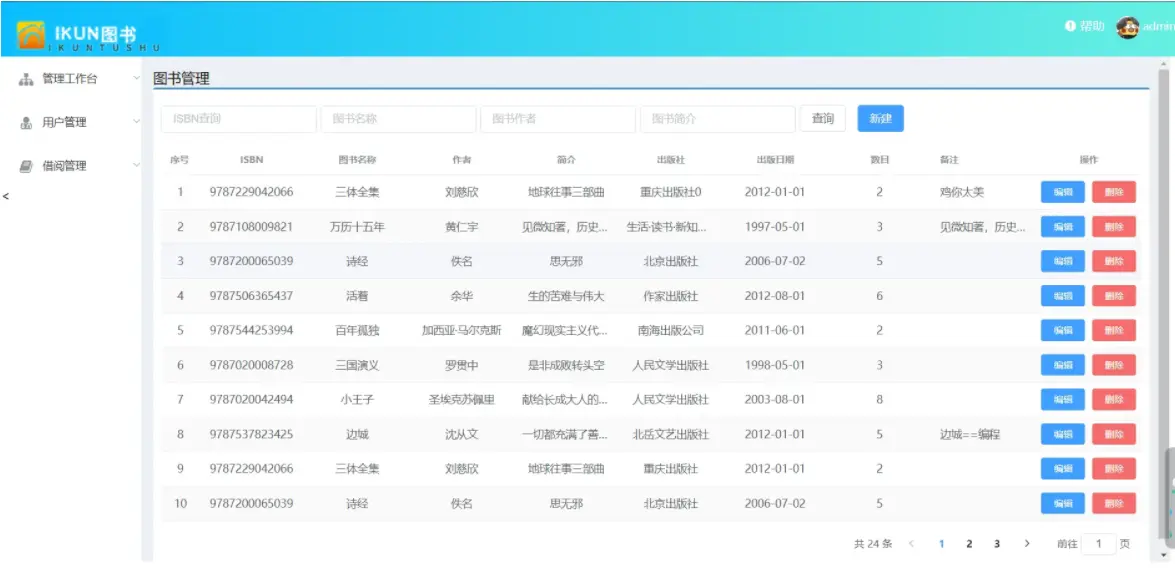 IKUN图书
IKUNTUSHU
帮助 admin
管理工作台
用户管理
借阅管理
<
图书管理
ISBN查询 图书名称 图书作者 图书简介 查询 新建
序号 ISBN 图书名称 作者 简介 出版社 出版日期 数目 备注 操作
1 9787229042066 三体全集 刘慈欣 地球往事三部曲 重庆出版社0 2012-01-01 2 鸡你太美 编辑 删除
2 9787108009821 万历十五年 黄仁宇 见微知著，历史... 生活·读书·新知... 1997-05-01 3 见微知著，历史... 编辑 删除
3 9787200065039 诗经 佚名 思无邪 北京出版社 2006-07-02 5 编辑 删除
4 9787506365437 活着 余华 生的苦难与伟大 作家出版社 2012-08-01 6 编辑 删除
5 9787544253994 百年孤独 加西亚·马尔克斯 魔幻现实主义代... 南海出版公司 2011-06-01 2 编辑 删除
6 9787020008728 三国演义 罗贯中 是非成败转头空 人民文学出版社 1998-05-01 3 编辑 删除
7 9787020042494 小王子 圣埃克苏佩里 献给长成大人的... 人民文学出版社 2003-08-01 8 编辑 删除
8 9787537823425 边城 沈从文 一切都充满了善... 北岳文艺出版社 2012-01-01 5 边城==编程 编辑 删除
9 9787229042066 三体全集 刘慈欣 地球往事三部曲 重庆出版社 2012-01-01 2 编辑 删除
10 9787200065039 诗经 佚名 思无邪 北京出版社 2006-07-02 5 编辑 删除
共 24 条 < 1 2 3 > 前往 1 页